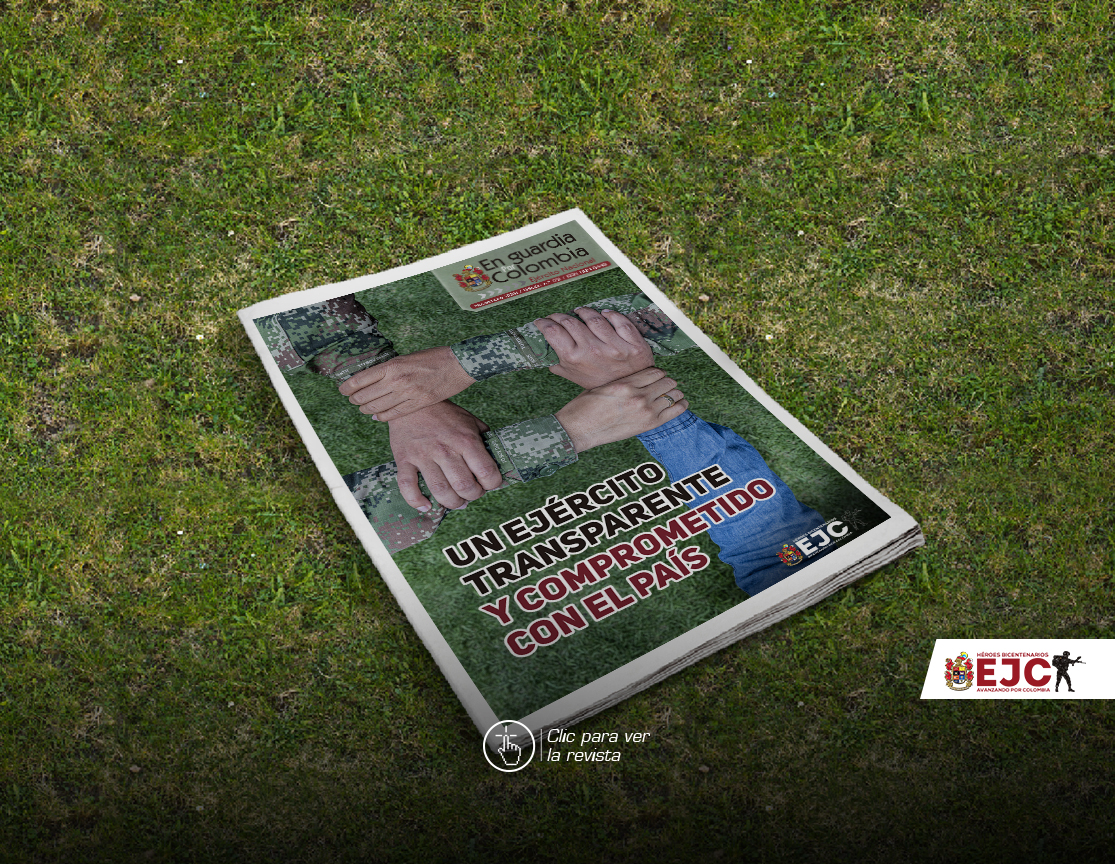 En guardia
Colombia
UN EJÉRCITO
TRANSPARENTE
Y COMPROMETIDO
CON EL PAÍS
EJC
HÉROES BICENTENARIOS
EJC
AVANZANDO POR COLOMBIA
Clic para ver
la revista